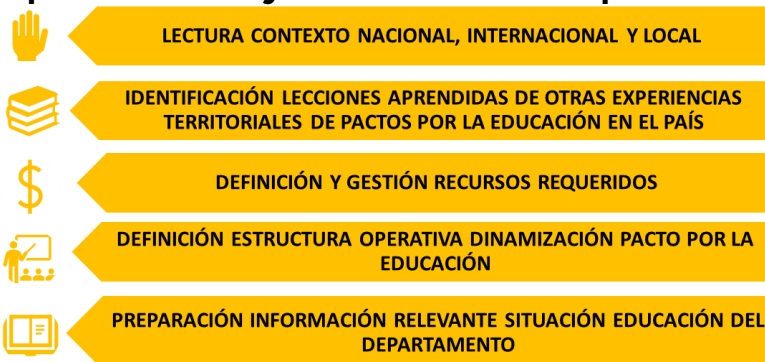 LECTURA CONTEXTO NACIONAL, INTERNACIONAL Y LOCAL
IDENTIFICACIÓN LECCIONES APRENDIDAS DE OTRAS EXPERIENCIAS
TERRITORIALES DE PACTOS POR LA EDUCACIÓN EN EL PAÍS
DEFINICIÓN Y GESTIÓN RECURSOS REQUERIDOS
DEFINICIÓN ESTRUCTURA OPERATIVA DINAMIZACIÓN PACTO POR LA
EDUCACIÓN
PREPARACIÓN INFORMACIÓN RELEVANTE SITUACIÓN EDUCACIÓN DEL
DEPARTAMENTO